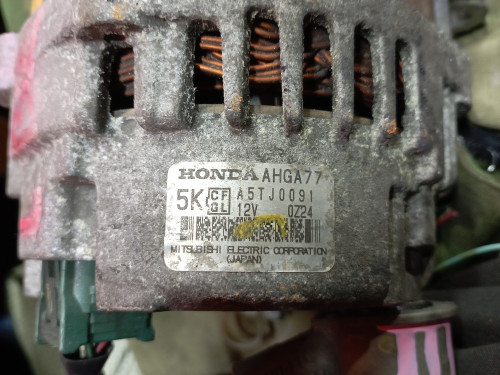 HONDA AHGA77
5K CF GL A5TJ0091
12V 0Z24
MITSUBISHI ELECTRIC CORPORATION
(JAPAN)